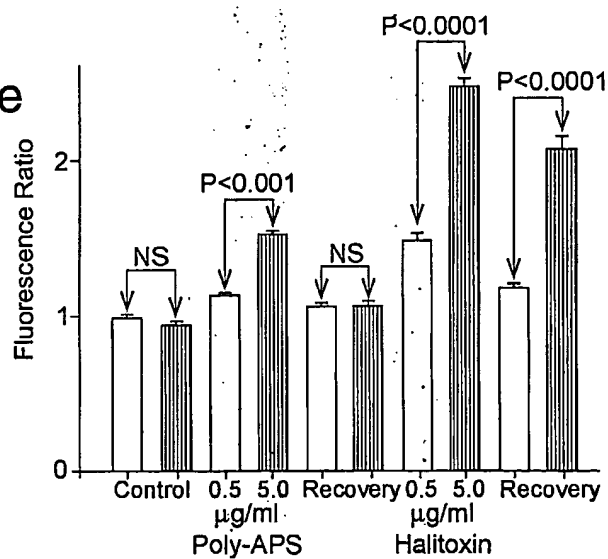 e
P<0.0001
P<0.0001
P<0.001
NS
NS
Fluorescence Ratio
2
1
0
Control 0.5 5.0 Recovery 0.5 5.0 Recovery
μg/ml μg/ml
Poly-APS Halitoxin